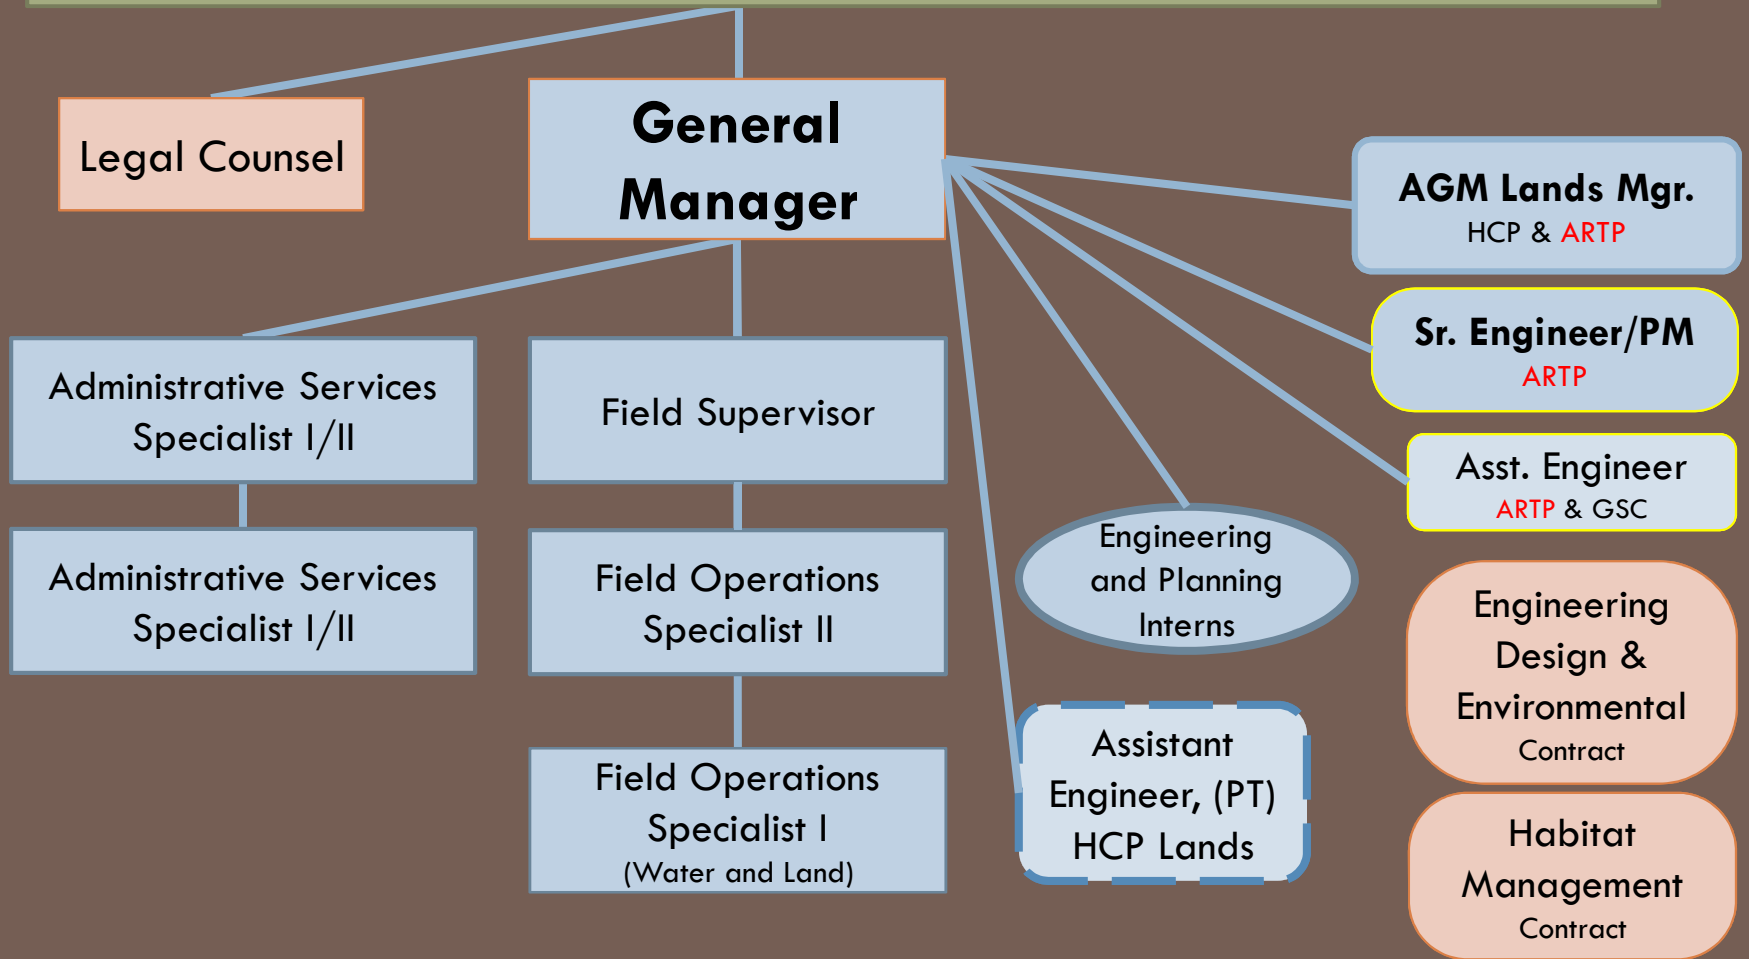 Legal Counsel
General
Manager
AGM Lands Mgr.
HCP & ARTP
Sr. Engineer/PM
ARTP
Asst. Engineer
ARTP & GSC
Administrative Services
Specialist I/II
Field Supervisor
Administrative Services
Specialist I/II
Field Operations
Specialist II
Engineering
and Planning
Interns
Engineering
Design &
Environmental
Contract
Field Operations
Specialist I
(Water and Land)
Assistant
Engineer, (PT)
HCP Lands
Habitat
Management
Contract